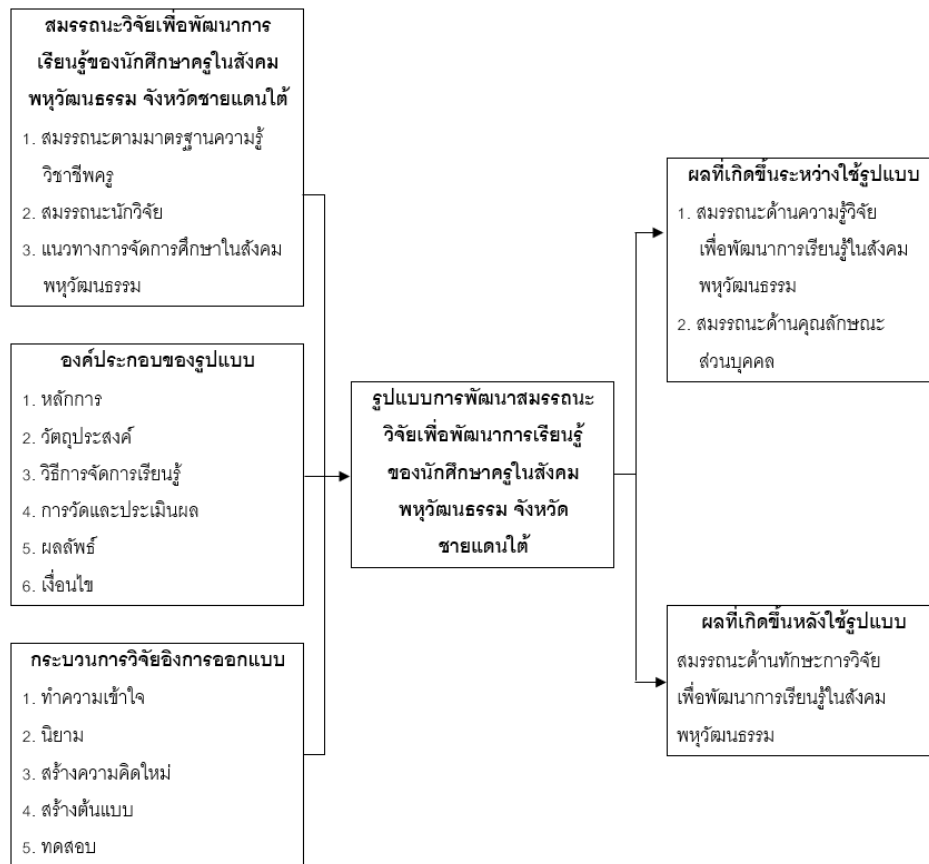 สมรรถนะวิจัยเพื่อพัฒนาการ
เรียนรู้ของนักศึกษาครูในสังคม
พหุวัฒนธรรม จังหวัดชายแดนใต้
1. สมรรถนะตามมาตรฐานความรู้
วิชาชีพครู
2. สมรรถนะนักวิจัย
3. แนวทางการจัดการศึกษาในสังคม
พหุวัฒนธรรม
องค์ประกอบของรูปแบบ
1. หลักการ
2. วัตถุประสงค์
3. วิธีการจัดการเรียนรู้
4. การวัดและประเมินผล
5. ผลลัพธ์
6. เงื่อนไข
กระบวนการวิจัยอิงการออกแบบ
1. ทำความเข้าใจ
2. นิยาม
3. สร้างความคิดใหม่
4. สร้างต้นแบบ
5. ทดสอบ
รูปแบบการพัฒนาสมรรถนะ
วิจัยเพื่อพัฒนาการเรียนรู้
ของนักศึกษาครูในสังคม
พหุวัฒนธรรม จังหวัด
ชายแดนใต้
ผลที่เกิดขึ้นระหว่างใช้รูปแบบ
1. สมรรถนะด้านความรู้วิจัย
เพื่อพัฒนาการเรียนรู้ในสังคม
พหุวัฒนธรรม
2. สมรรถนะด้านคุณลักษณะ
ส่วนบุคคล
ผลที่เกิดขึ้นหลังใช้รูปแบบ
สมรรถนะด้านทักษะการวิจัย
เพื่อพัฒนาการเรียนรู้ในสังคม
พหุวัฒนธรรม